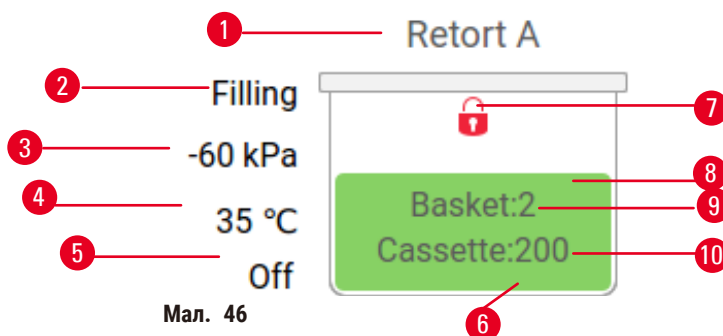 1
Retort A
2
Filling
3
-60 kPa
4
35 °C
5
Off
7
8
Basket:2
9
Cassette:200
10
6
Мал. 46